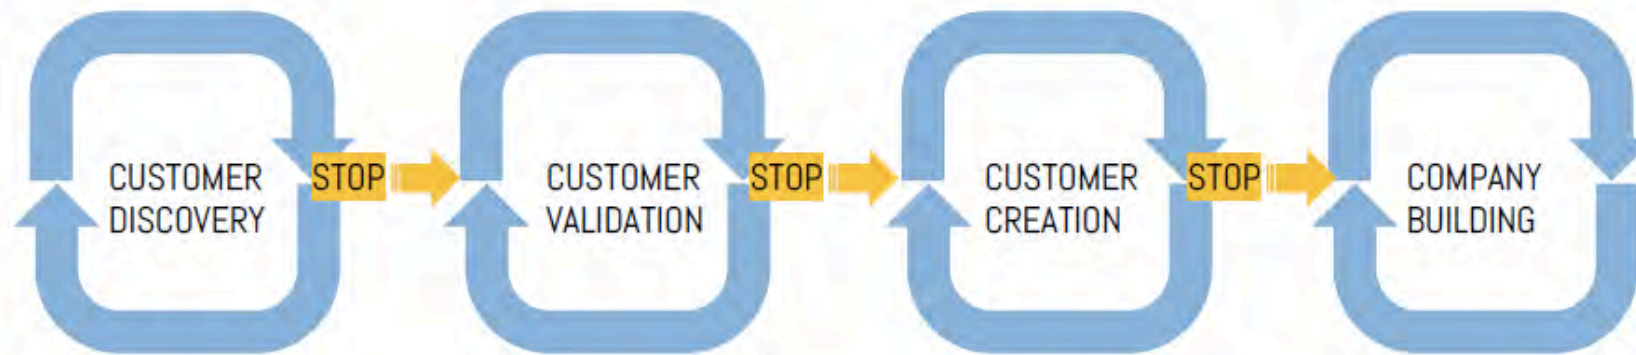 CUSTOMER
DISCOVERY
STOP
CUSTOMER
VALIDATION
STOP
CUSTOMER
CREATION
STOP
COMPANY
BUILDING